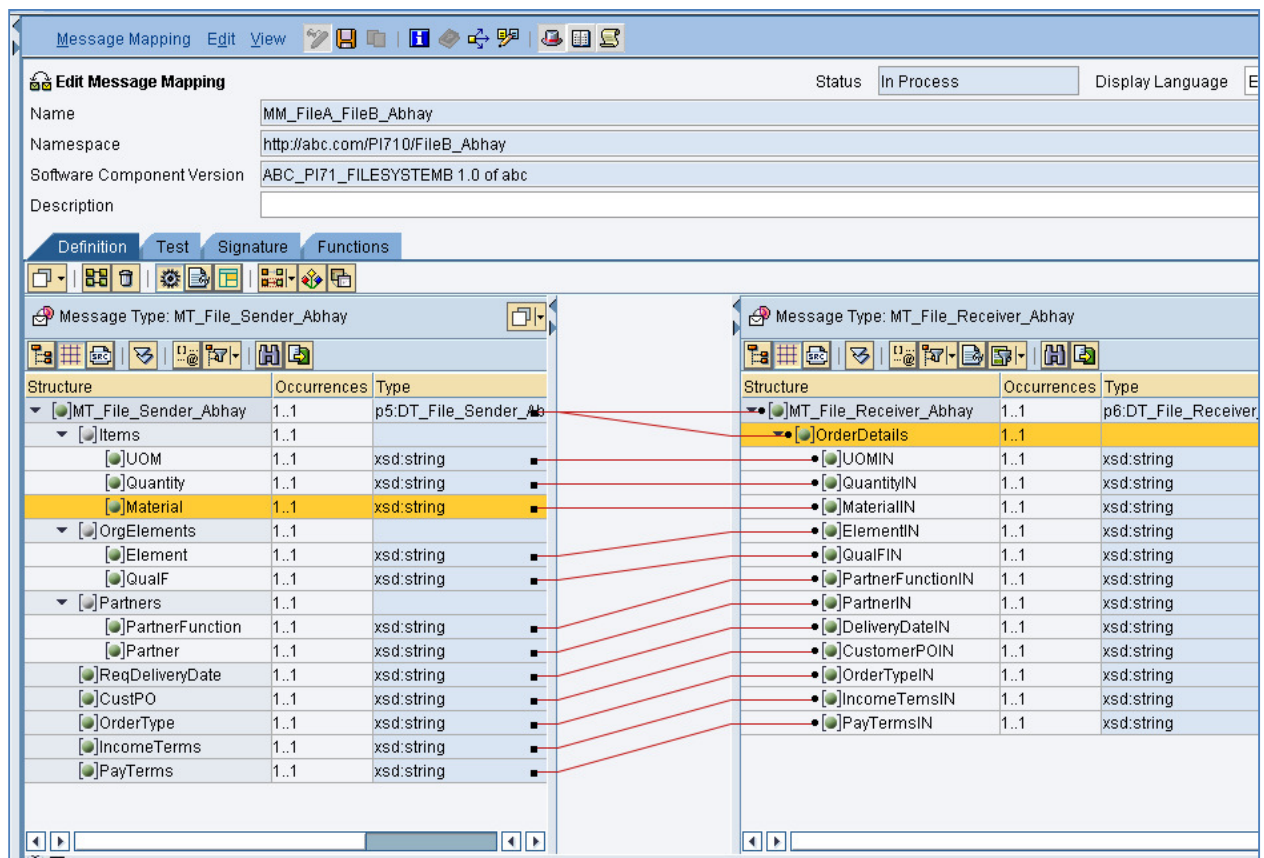 Message Mapping Edit View
Edit Message Mapping Status In Process Display Language E
Name MM_FileA_FileB_Abhay
Namespace http://abc.com/PI710/FileB_Abhay
Software Component Version ABC_PI71_FILESYSTEMB 1.0 of abc
Description
Definition Test Signature Functions
Message Type: MT_File_Sender_Abhay
SRC
Structure Occurrences Type
[]MT_File_Sender_Abhay 1..1 p5:DT_File_Sender_Ab
[]Items 1..1
[]UOM 1..1 xsd:string
[]Quantity 1..1 xsd:string
[]Material 1..1 xsd:string
[]OrgElements 1..1
[]Element 1..1 xsd:string
[]QualF 1..1 xsd:string
[]Partners 1..1
[]PartnerFunction 1..1 xsd:string
[]Partner 1..1 xsd:string
[]ReqDeliveryDate 1..1 xsd:string
[]CustPO 1..1 xsd:string
[]OrderType 1..1 xsd:string
[]IncomeTerms 1..1 xsd:string
[]PayTerms 1..1 xsd:string
Message Type: MT_File_Receiver_Abhay
SRC
Structure Occurrences Type
[]MT_File_Receiver_Abhay 1..1 p6:DT_File_Receiver_
[]OrderDetails 1..1
[]UOMIN 1..1 xsd:string
[]QuantityIN 1..1 xsd:string
[]MaterialIN 1..1 xsd:string
[]ElementIN 1..1 xsd:string
[]QualFIN 1..1 xsd:string
[]PartnerFunctionIN 1..1 xsd:string
[]PartnerIN 1..1 xsd:string
[]DeliveryDateIN 1..1 xsd:string
[]CustomerPOIN 1..1 xsd:string
[]OrderTypeIN 1..1 xsd:string
[]IncomeTemsIN 1..1 xsd:string
[]PayTermsIN 1..1 xsd:string